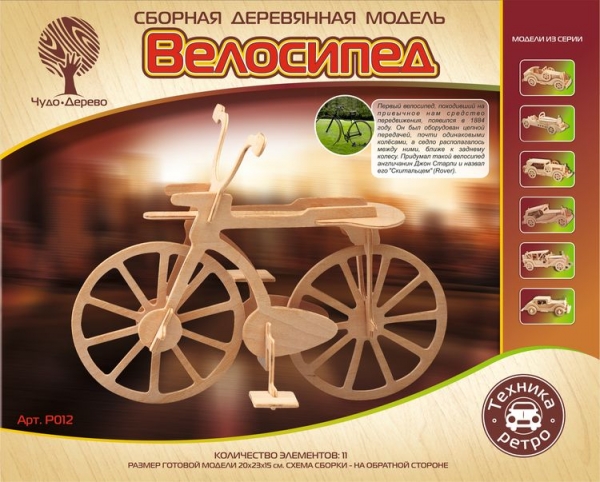 СБОРНАЯ ДЕРЕВЯННАЯ МОДЕЛЬ
Велосипед
Чудо•Дерево
МОДЕЛИ ИЗ СЕРИИ
Первый велосипед, походивший на
привычное нам средство
передвижения, появился в 1884
году. Он был оборудован цепной
передачей, почти одинаковыми
колёсами, а седло располагалось
между ними, ближе к заднему
колесу. Придумал такой велосипед
англичанин Джон Старли и назвал
его "Скитальцем" (Rover).
Арт. P012
Техника
ретро
КОЛИЧЕСТВО ЭЛЕМЕНТОВ: 11
РАЗМЕР ГОТОВОЙ МОДЕЛИ 20x23x15 см. СХЕМА СБОРКИ - НА ОБРАТНОЙ СТОРОНЕ